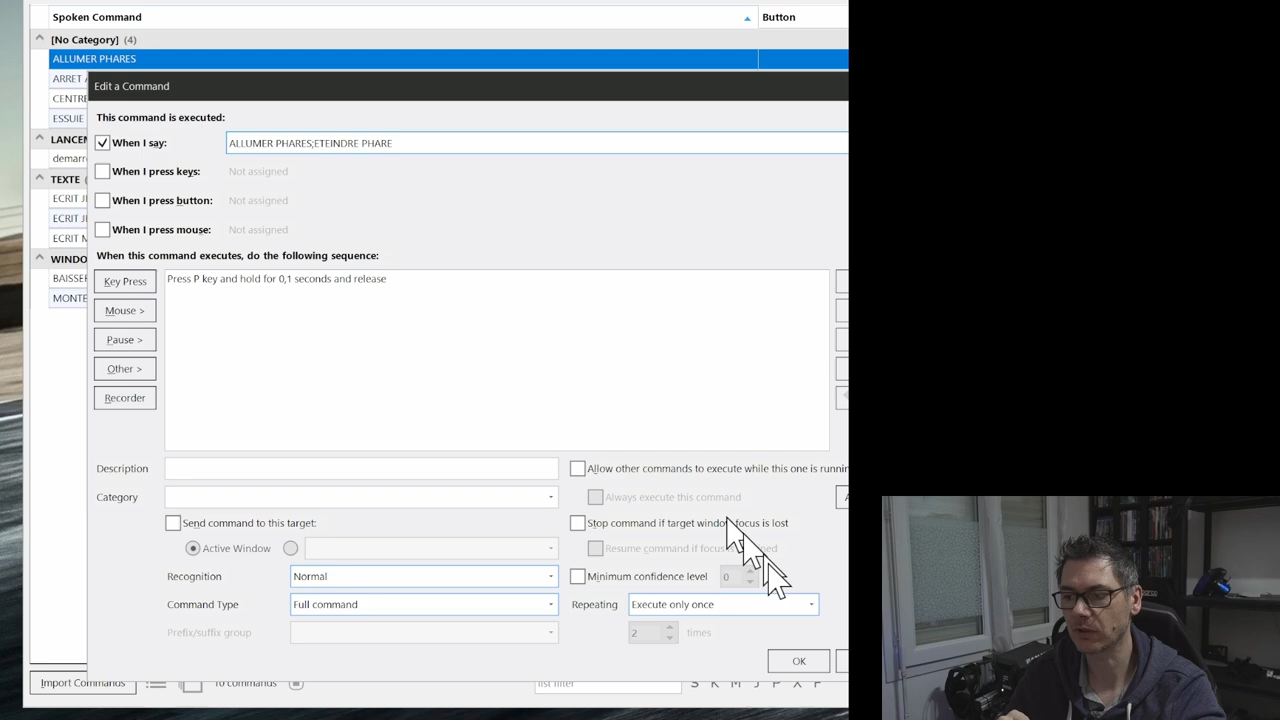 Spoken Command
Button
[No Category] (4)
ALLUMER PHARES
ARRET
Edit a Command
CENTRE
This command is executed:
ESSUIE
LANCEM
When I say:
ALLUMER PHARES;ETEINDRE PHARE
demarre
When I press keys:
Not assigned
TEXTE
ECRIT
When I press button:
Not assigned
ECRIT
When I press mouse:
Not assigned
ECRIT M
WINDO
When this command executes, do the following sequence:
BAISSER
Key Press
Press P key and hold for 0,1 seconds and release
MONTE
Mouse >
Pause >
Other >
Recorder
Description
Allow other commands to execute while this one is runnin
Category
Always execute this command
Send command to this target:
Stop command if target window focus is lost
Active Window
Resume command if focus is
Recognition
Normal
Minimum confidence level
0
Command Type
Full command
Repeating
Execute only once
Prefix/suffix group
2
times
OK
Import Commands
10 commands
list filter